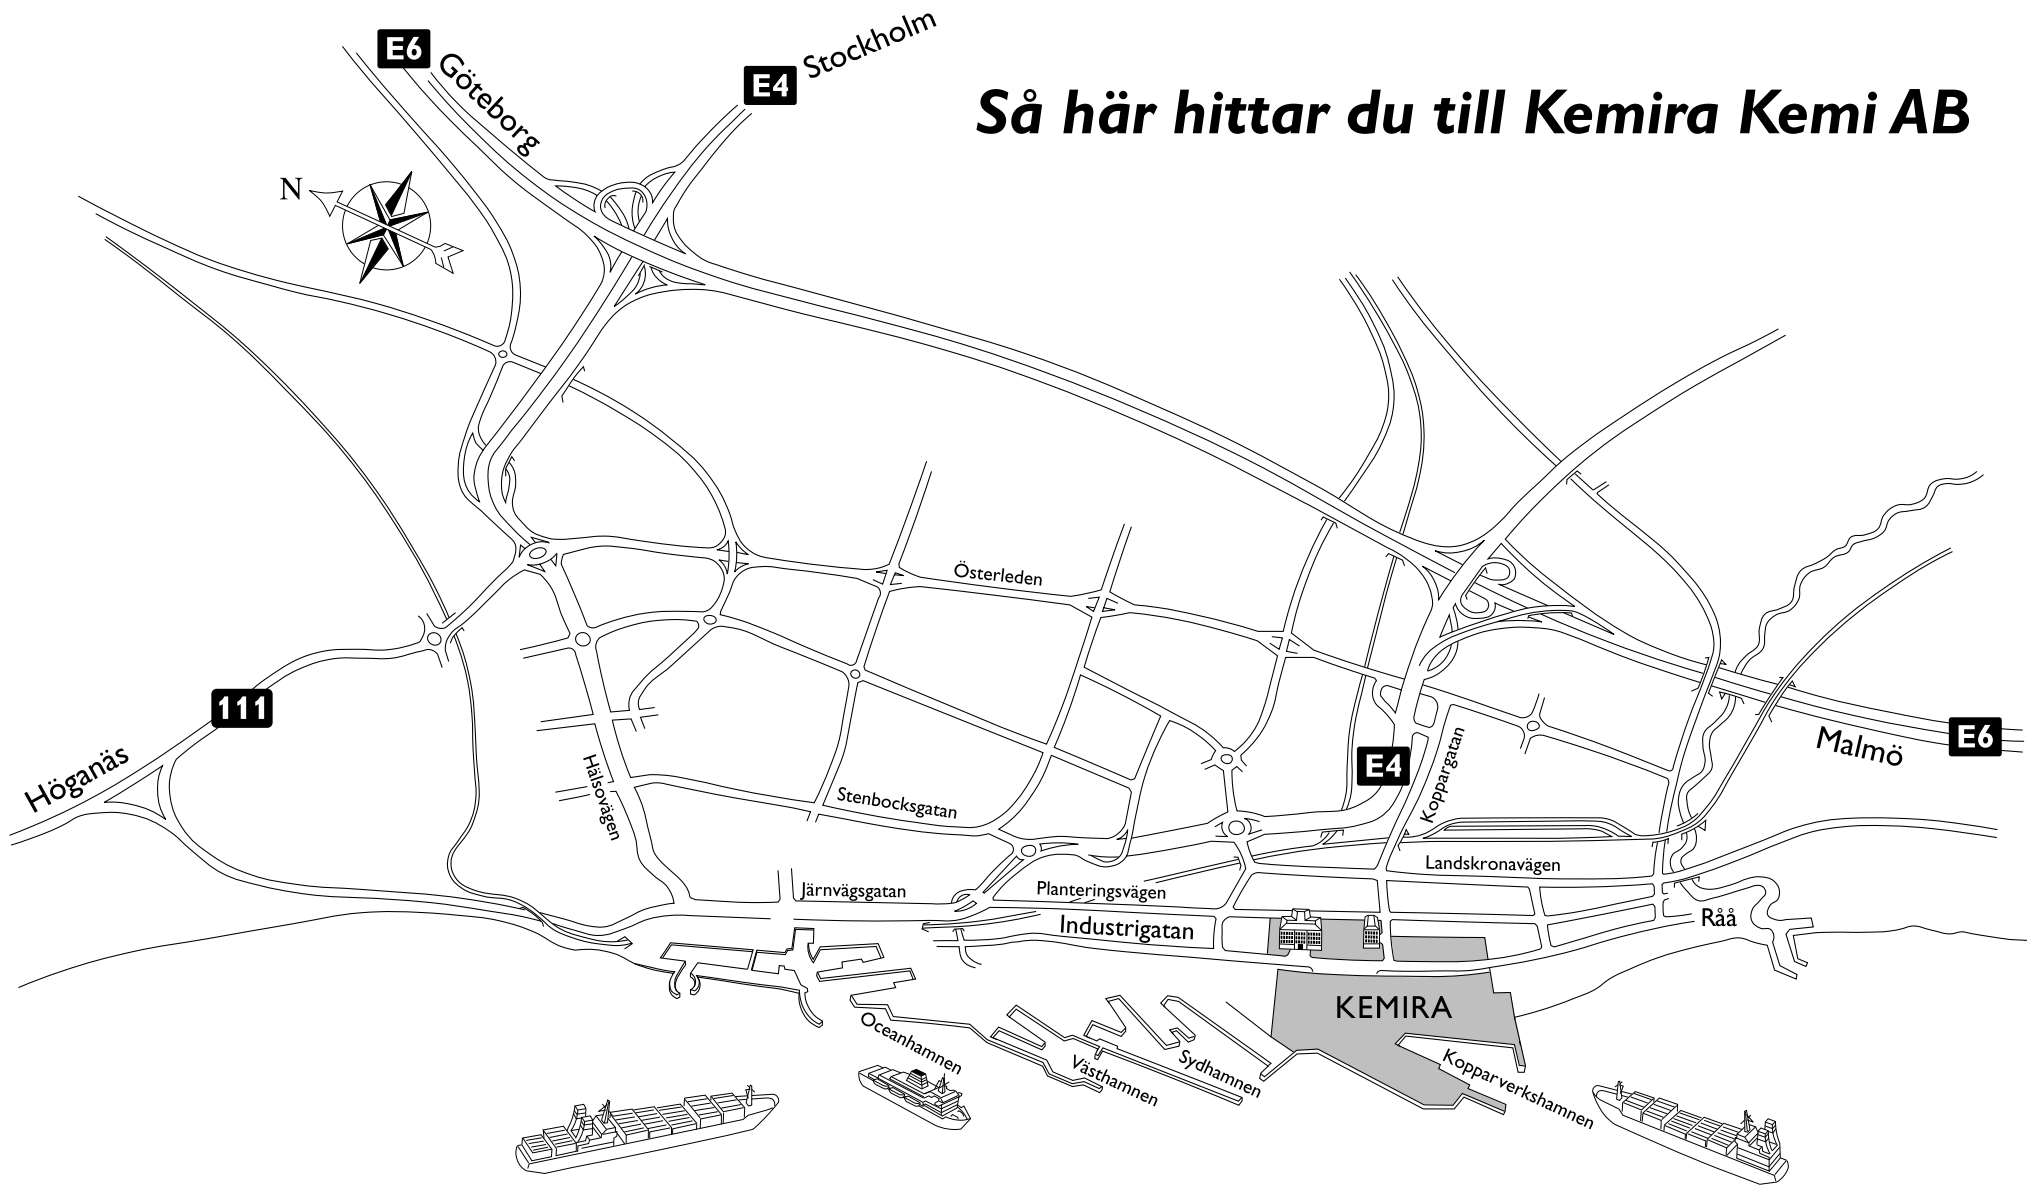 E6
Göteborg
E4
Stockholm
Så här hittar du till Kemira Kemi AB
N
Österleden
111
Höganäs
Hälsovägen
Stenbocksgatan
E4
Koppargatan
Malmö
E6
Järnvägsgatan
Planteringsvägen
Landskronavägen
Industrigatan
Råå
KEMIRA
Oceanhamnen
Västhamnen
Sydhamnen
Kopparverkshamnen